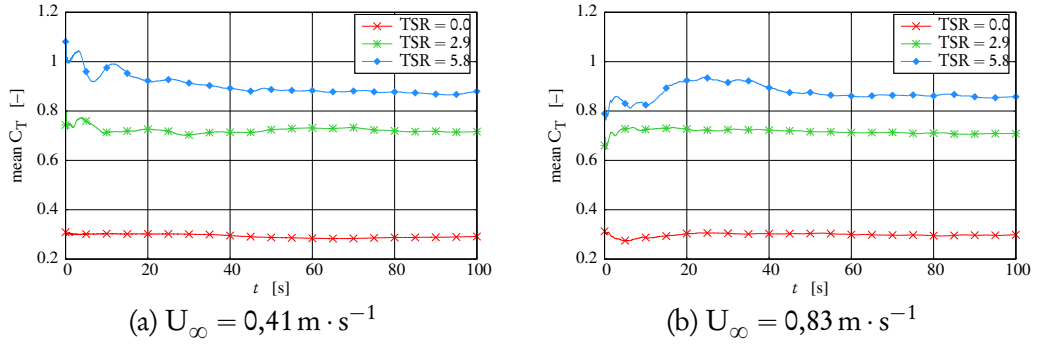 1.2
1
0.8
0.6
0.4
0.2
mean C_T [–]
0
20
40
60
80
100
t [s]
TSR = 0.0
TSR = 2.9
TSR = 5.8
(a) U∞ = 0,41 m · s⁻¹
1.2
1
0.8
0.6
0.4
0.2
mean C_T [–]
0
20
40
60
80
100
t [s]
TSR = 0.0
TSR = 2.9
TSR = 5.8
(b) U∞ = 0,83 m · s⁻¹